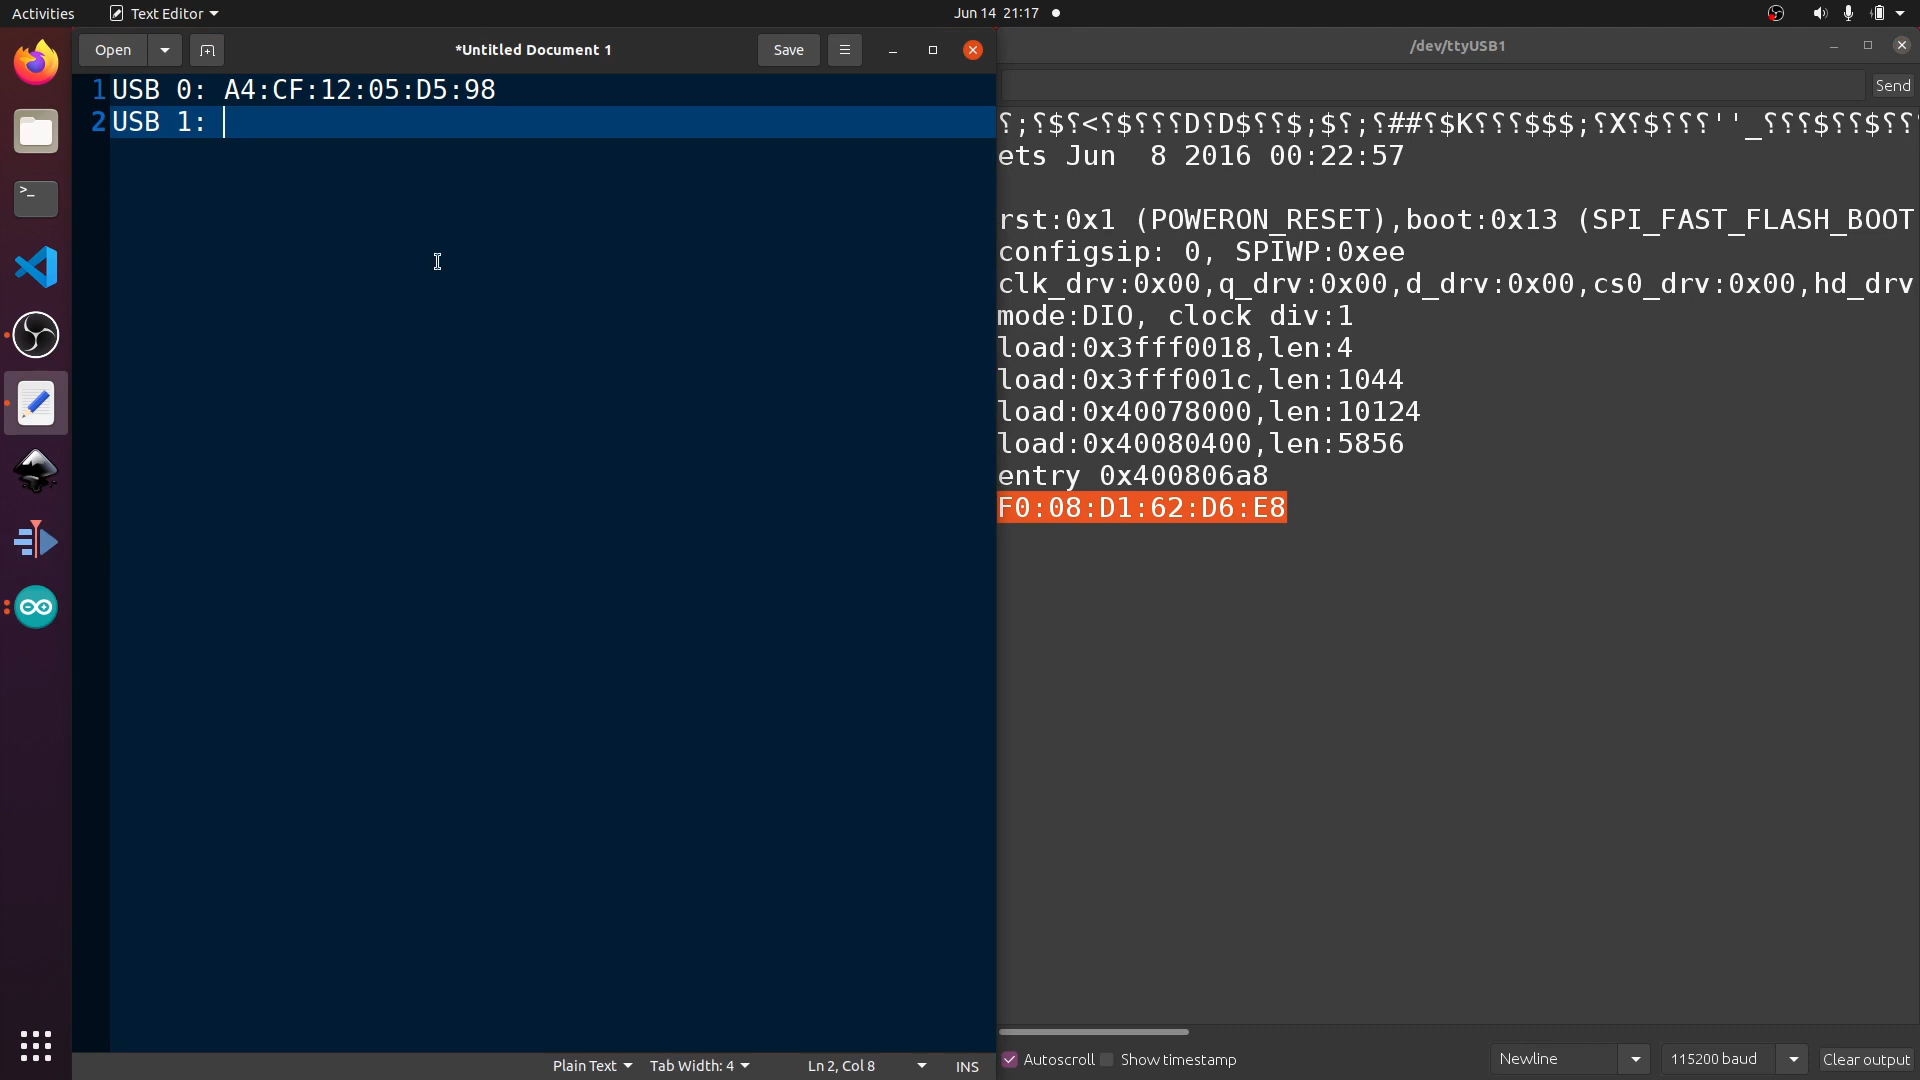 Activities
Text Editor
Jun 14 21:17
Open
*Untitled Document 1
Save
1 USB 0: A4:CF:12:05:D5:98
2 USB 1:
Plain Text
Tab Width: 4
Ln 2, Col 8
INS
/dev/ttyUSB1
Send
⸮;⸮$⸮<⸮$⸮⸮⸮D⸮D$⸮⸮$;$⸮;⸮##⸮$K⸮⸮⸮$$$;⸮X⸮$⸮⸮⸮''_⸮⸮⸮$⸮⸮$⸮⸮
ets Jun  8 2016 00:22:57
rst:0x1 (POWERON_RESET),boot:0x13 (SPI_FAST_FLASH_BOOT
configsip: 0, SPIWP:0xee
clk_drv:0x00,q_drv:0x00,d_drv:0x00,cs0_drv:0x00,hd_drv
mode:DIO, clock div:1
load:0x3fff0018,len:4
load:0x3fff001c,len:1044
load:0x40078000,len:10124
load:0x40080400,len:5856
entry 0x400806a8
F0:08:D1:62:D6:E8
Autoscroll
Show timestamp
Newline
115200 baud
Clear output